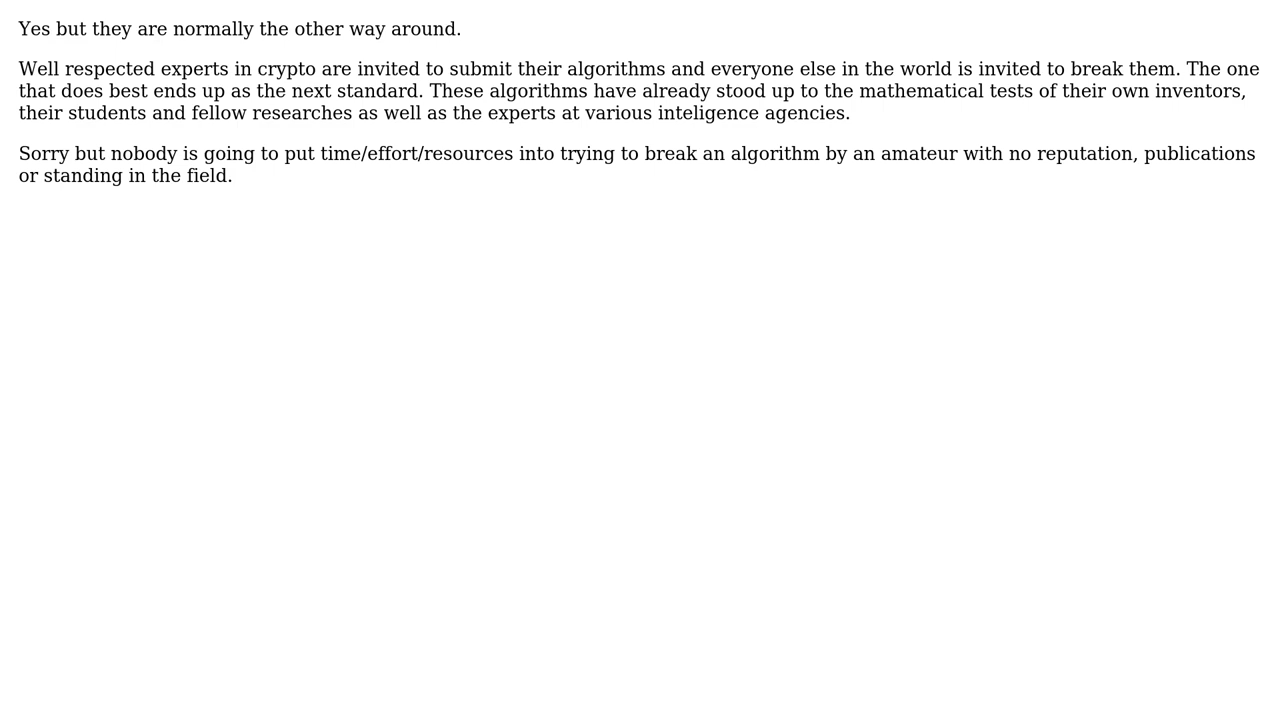 Yes but they are normally the other way around.
Well respected experts in crypto are invited to submit their algorithms and everyone else in the world is invited to break them. The one
that does best ends up as the next standard. These algorithms have already stood up to the mathematical tests of their own inventors,
their students and fellow researches as well as the experts at various inteligence agencies.
Sorry but nobody is going to put time/effort/resources into trying to break an algorithm by an amateur with no reputation, publications
or standing in the field.